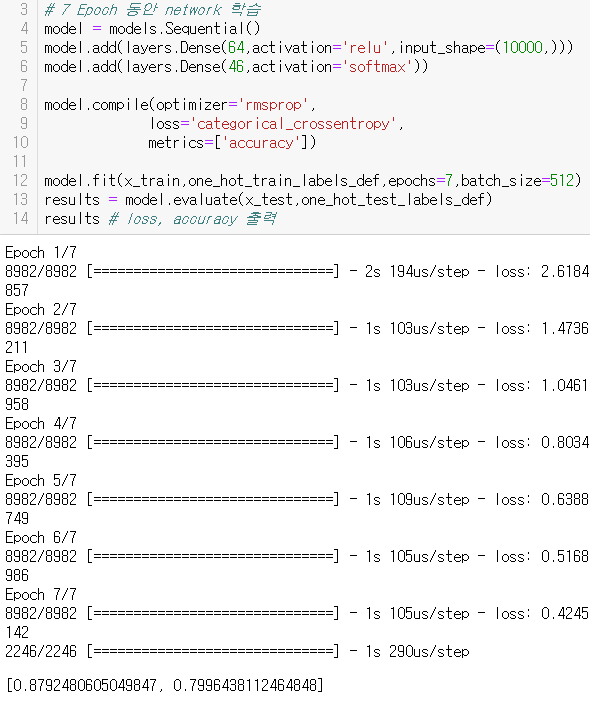 3 # 7 Epoch 동안 network 학습
4 model = models.Sequential()
5 model.add(layers.Dense(64,activation='relu',input_shape=(10000,)))
6 model.add(layers.Dense(46,activation='softmax'))
7
8 model.compile(optimizer='rmsprop',
9 loss='categorical_crossentropy',
10 metrics=['accuracy'])
11
12 model.fit(x_train,one_hot_train_labels_def,epochs=7,batch_size=512)
13 results = model.evaluate(x_test,one_hot_test_labels_def)
14 results # loss, accuracy 출력
Epoch 1/7
8982/8982 [==============================] - 2s 194us/step - loss: 2.6184
857
Epoch 2/7
8982/8982 [==============================] - 1s 103us/step - loss: 1.4736
211
Epoch 3/7
8982/8982 [==============================] - 1s 103us/step - loss: 1.0461
958
Epoch 4/7
8982/8982 [==============================] - 1s 106us/step - loss: 0.8034
395
Epoch 5/7
8982/8982 [==============================] - 1s 109us/step - loss: 0.6388
749
Epoch 6/7
8982/8982 [==============================] - 1s 105us/step - loss: 0.5168
986
Epoch 7/7
8982/8982 [==============================] - 1s 105us/step - loss: 0.4245
142
2246/2246 [==============================] - 1s 290us/step
[0.8792480605049847, 0.7996438112464848]